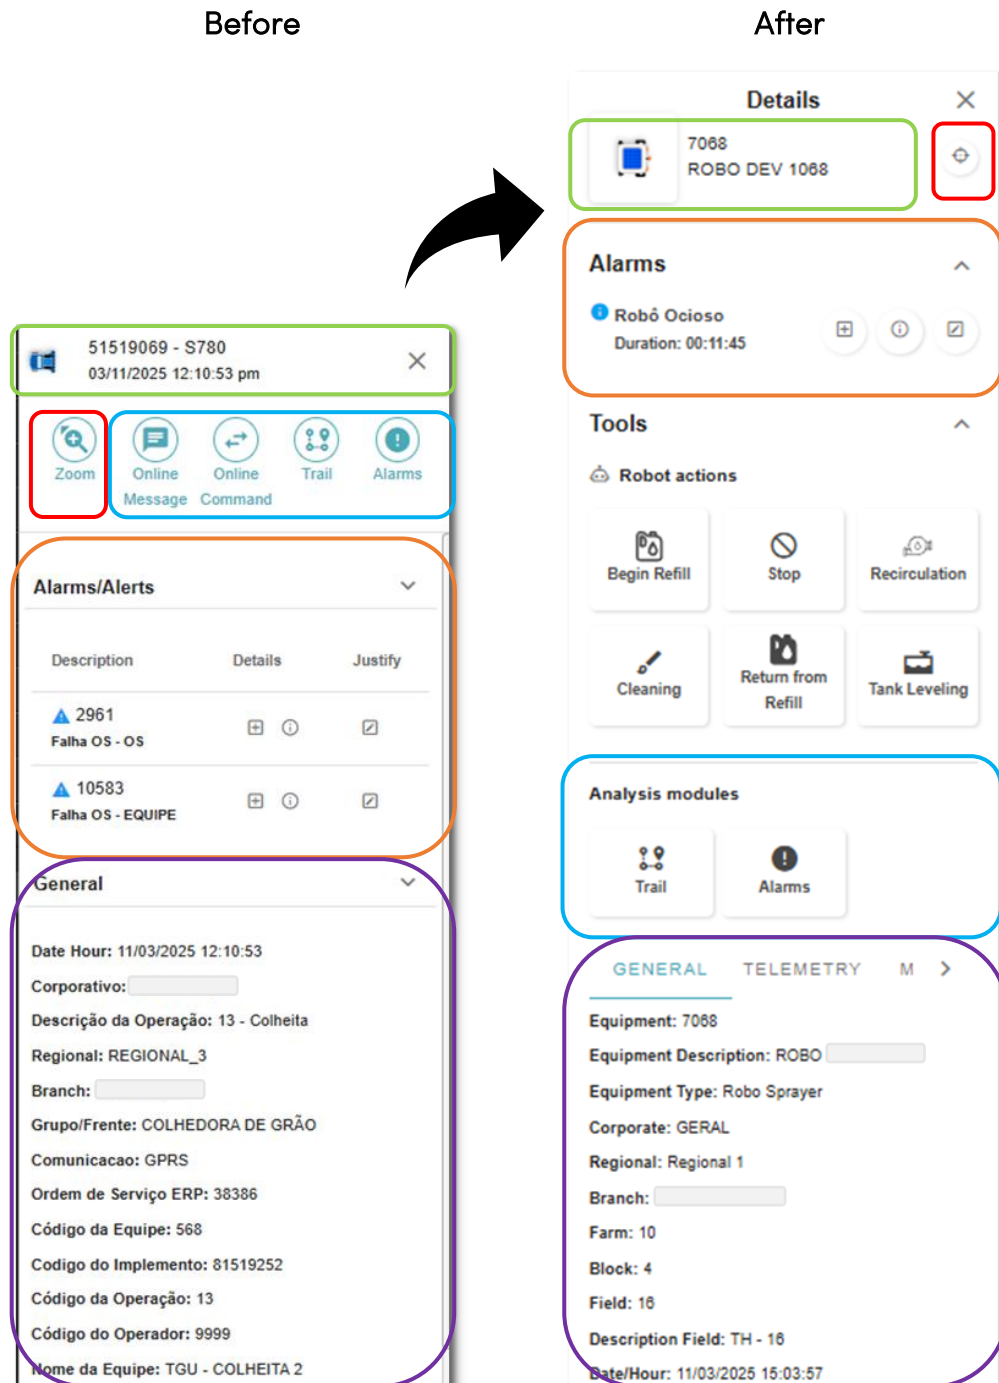 Before
After
51519069 - S780
03/11/2025 12:10:53 pm
Zoom
Online
Message
Online
Command
Trail
Alarms
Alarms/Alerts
Description
Details
Justify
2961
Falha OS - OS
10583
Falha OS - EQUIPE
General
Date Hour: 11/03/2025 12:10:53
Corporativo:
Descrição da Operação: 13 - Colheita
Regional: REGIONAL_3
Branch:
Grupo/Frente: COLHEDORA DE GRÃO
Comunicacao: GPRS
Ordem de Serviço ERP: 38386
Código da Equipe: 568
Codigo do Implemento: 81519252
Código da Operação: 13
Código do Operador: 9999
Nome da Equipe: TGU - COLHEITA 2
Details
7068
ROBO DEV 1068
Alarms
Robô Ocioso
Duration: 00:11:45
Tools
Robot actions
Begin Refill
Stop
Recirculation
Cleaning
Return from
Refill
Tank Leveling
Analysis modules
Trail
Alarms
GENERAL TELEMETRY M
Equipment: 7068
Equipment Description: ROBO
Equipment Type: Robo Sprayer
Corporate: GERAL
Regional: Regional 1
Branch:
Farm: 10
Block: 4
Field: 16
Description Field: TH - 16
Date/Hour: 11/03/2025 15:03:57